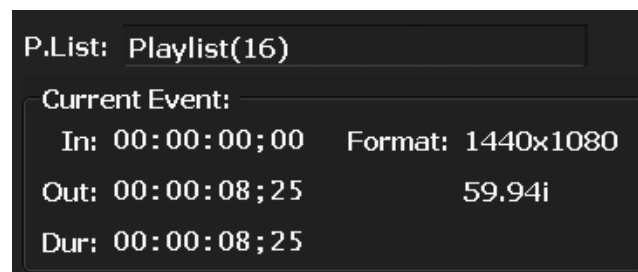 P.List: Playlist(16)
Current Event:
In: 00:00:00;00 Format: 1440x1080
Out: 00:00:08;25 59.94i
Dur: 00:00:08;25